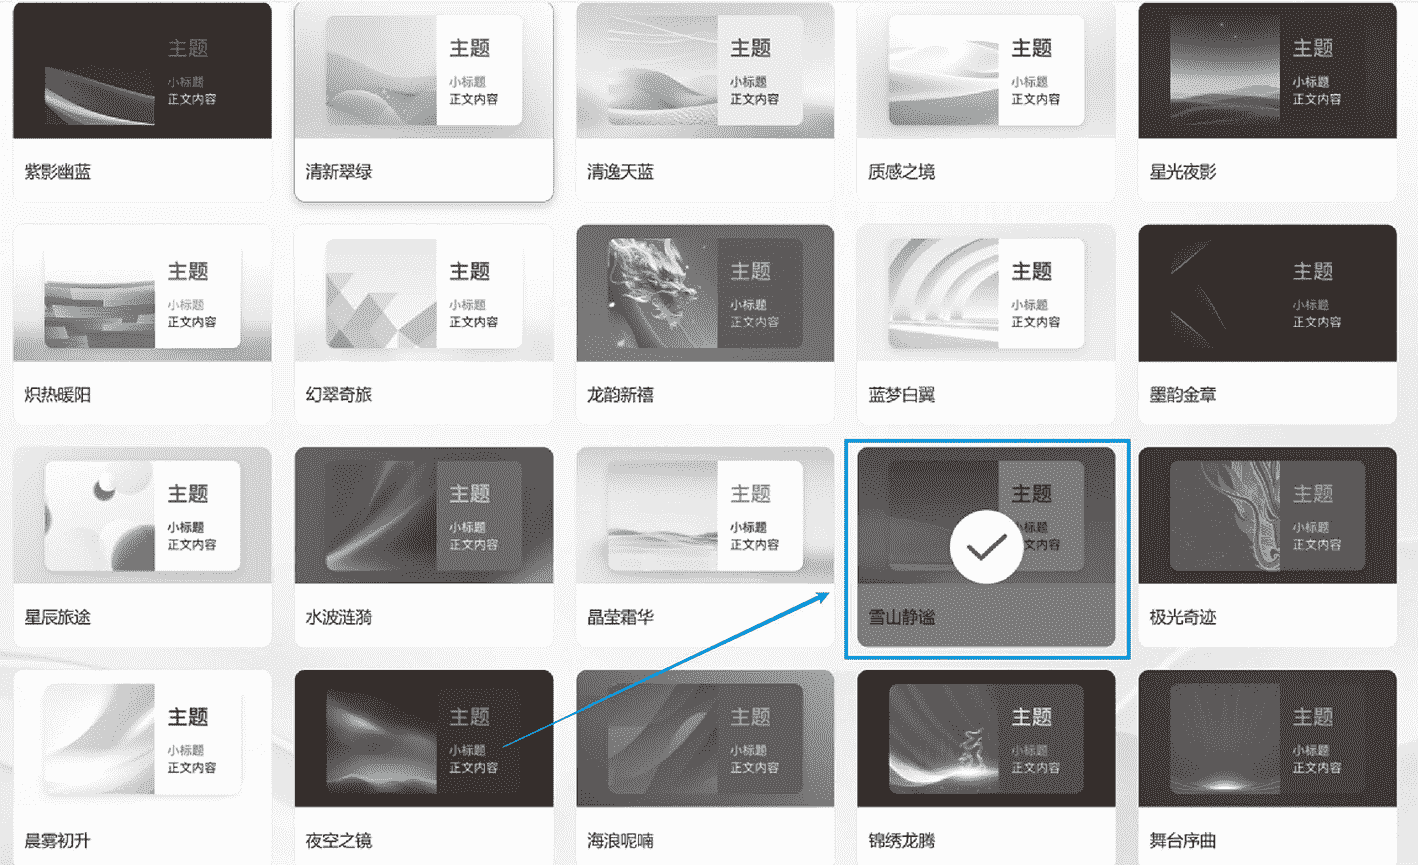 主题
小标题
正文内容
紫影幽蓝
主题
小标题
正文内容
清新翠绿
主题
小标题
正文内容
清逸天蓝
主题
小标题
正文内容
质感之境
主题
小标题
正文内容
星光夜影
主题
小标题
正文内容
炽热暖阳
主题
小标题
正文内容
幻翠奇旅
主题
小标题
正文内容
龙韵新禧
主题
小标题
正文内容
蓝梦白翼
主题
小标题
正文内容
墨韵金章
主题
小标题
正文内容
星辰旅途
主题
小标题
正文内容
水波涟漪
主题
小标题
正文内容
晶莹霜华
主题
小标题
正文内容
雪山静谧
主题
小标题
正文内容
极光奇迹
主题
小标题
正文内容
晨雾初升
主题
小标题
正文内容
夜空之镜
主题
小标题
正文内容
海浪呢喃
主题
小标题
正文内容
锦绣龙腾
主题
小标题
正文内容
舞台序曲